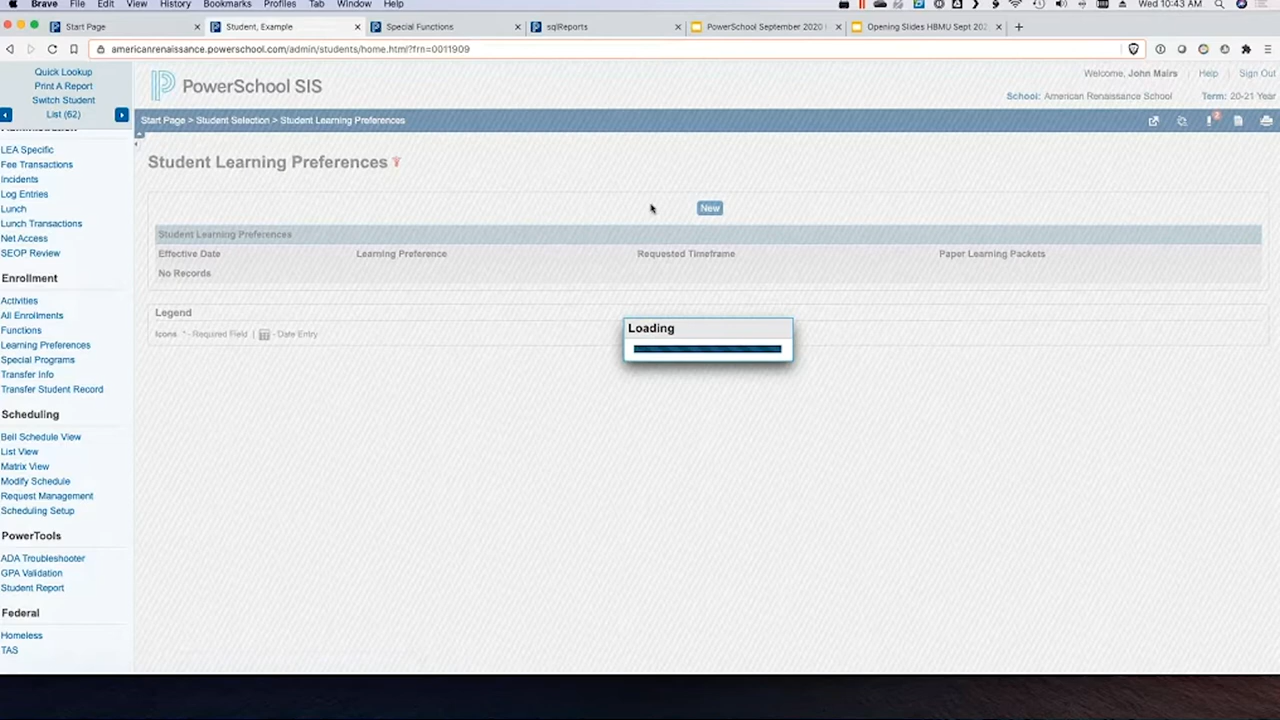 Brave File Edit View History Bookmarks Profiles Tab Window Help Wed 10:43 AM
Start Page × Student, Example × Special Functions × sqlReports × PowerSchool September 2020 × Opening Slides HBMU Sept 202 × +
americanrenaissance.powerschool.com/admin/students/home.html?frn=0011909
Quick Lookup
Print A Report
Switch Student
List (62)
PowerSchool SIS
Welcome, John Mairs Help Sign Out
School: American Renaissance School Term: 20-21 Year
Start Page > Student Selection > Student Learning Preferences
2
LEA Specific
Fee Transactions
Incidents
Log Entries
Lunch
Lunch Transactions
Net Access
SEOP Review
Enrollment
Activities
All Enrollments
Functions
Learning Preferences
Special Programs
Transfer Info
Transfer Student Record
Scheduling
Bell Schedule View
List View
Matrix View
Modify Schedule
Request Management
Scheduling Setup
PowerTools
ADA Troubleshooter
GPA Validation
Student Report
Federal
Homeless
TAS
Student Learning Preferences
New
Student Learning Preferences
Effective Date Learning Preference Requested Timeframe Paper Learning Packets
No Records
Legend
Icons * - Required Field | - Date Entry
Loading